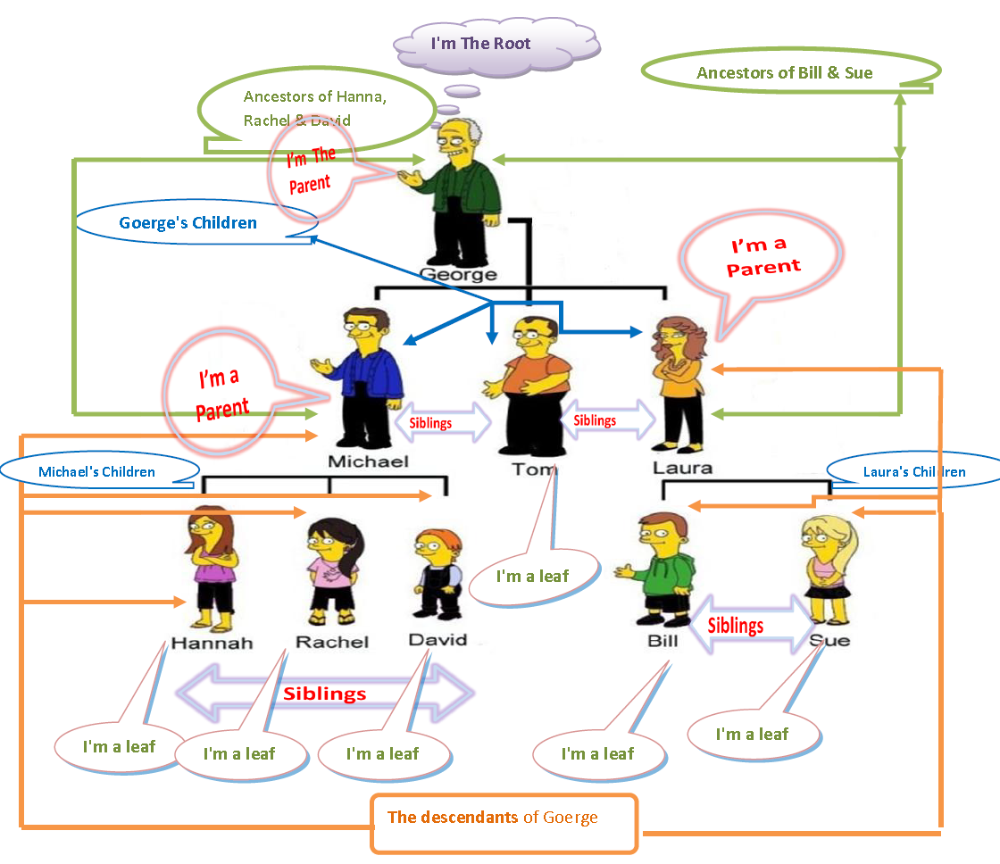 I'm The Root
Ancestors of Bill & Sue
Ancestors of Hanna,
Rachel & David
I'm The
Parent
Goerge's Children
I'm a
Parent
George
I'm a
Parent
Siblings
Siblings
Michael
Tom
Laura
Michael's Children
Laura's Children
I'm a leaf
Hannah
Rachel
David
Bill
Siblings
Sue
Siblings
I'm a leaf
I'm a leaf
I'm a leaf
I'm a leaf
I'm a leaf
The descendants of Goerge